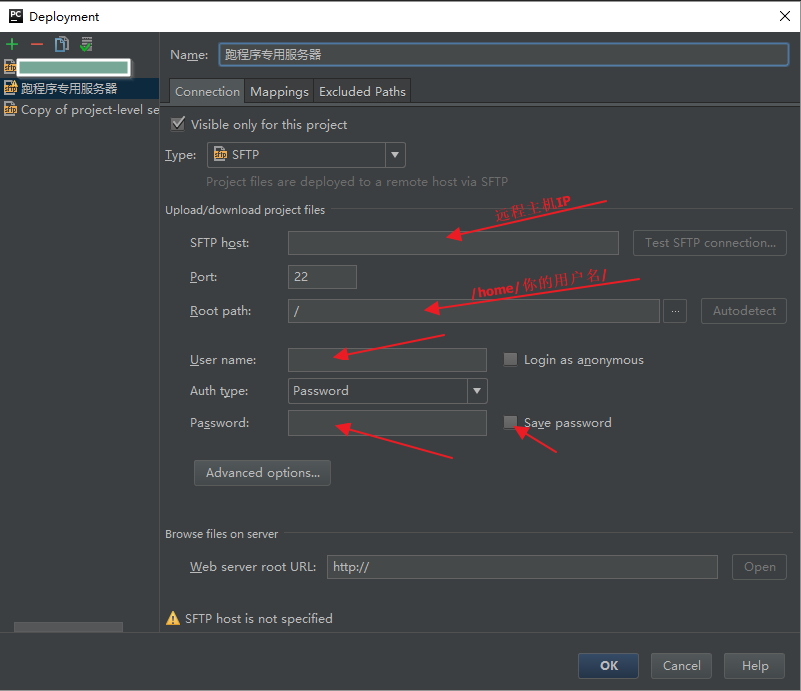 PC Deployment
跑程序专用服务器
Copy of project-level se
Name: 跑程序专用服务器
Connection Mappings Excluded Paths
Visible only for this project
Type: SFTP
Project files are deployed to a remote host via SFTP
Upload/download project files
远程主机IP
SFTP host: Test SFTP connection...
Port: 22
/home/你的用户名/
Root path: / ... Autodetect
User name: Login as anonymous
Auth type: Password
Password: Save password
Advanced options...
Browse files on server
Web server root URL: http:// Open
SFTP host is not specified
OK Cancel Help